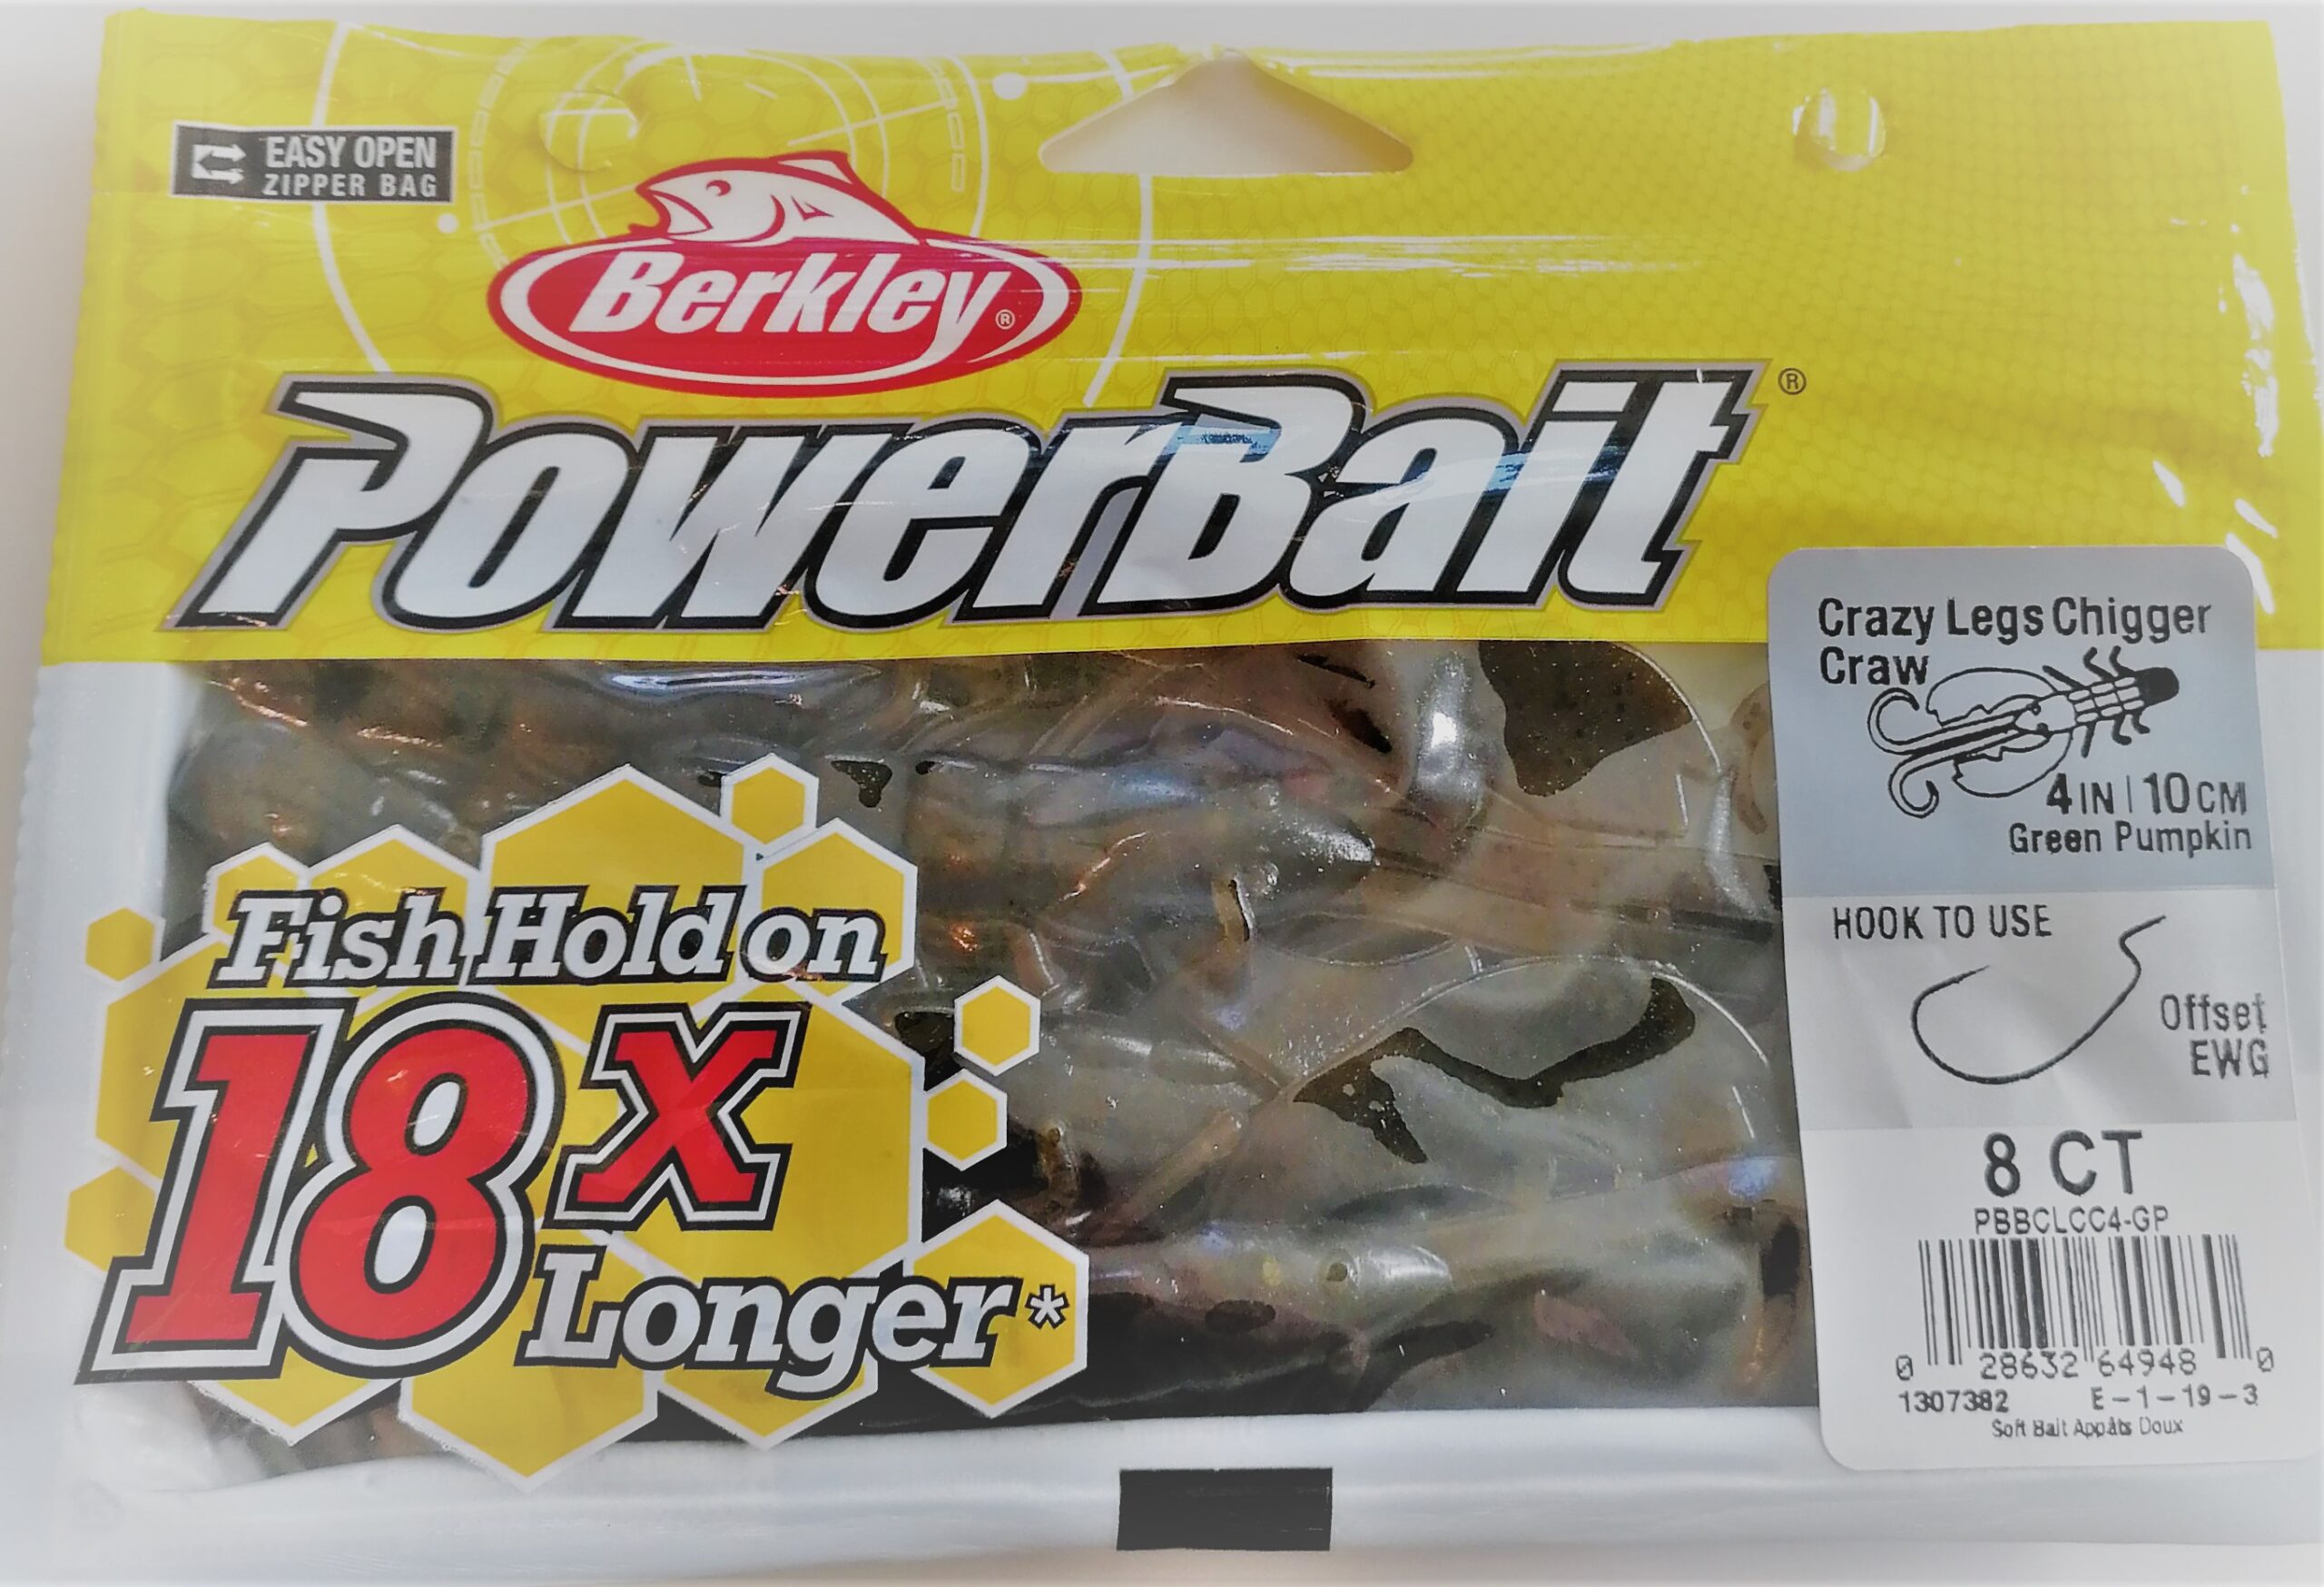 EASY OPEN
ZIPPER BAG
Berkley®
PowerBait®
Fish Hold on
18X
Longer*
Crazy Legs Chigger
Craw
4 IN | 10 CM
Green Pumpkin
HOOK TO USE
Offset
EWG
8 CT
PBBCLCC4-GP
0 28632 64948 0
1307382 E-1-19-3
Soft Bait Appâts Doux